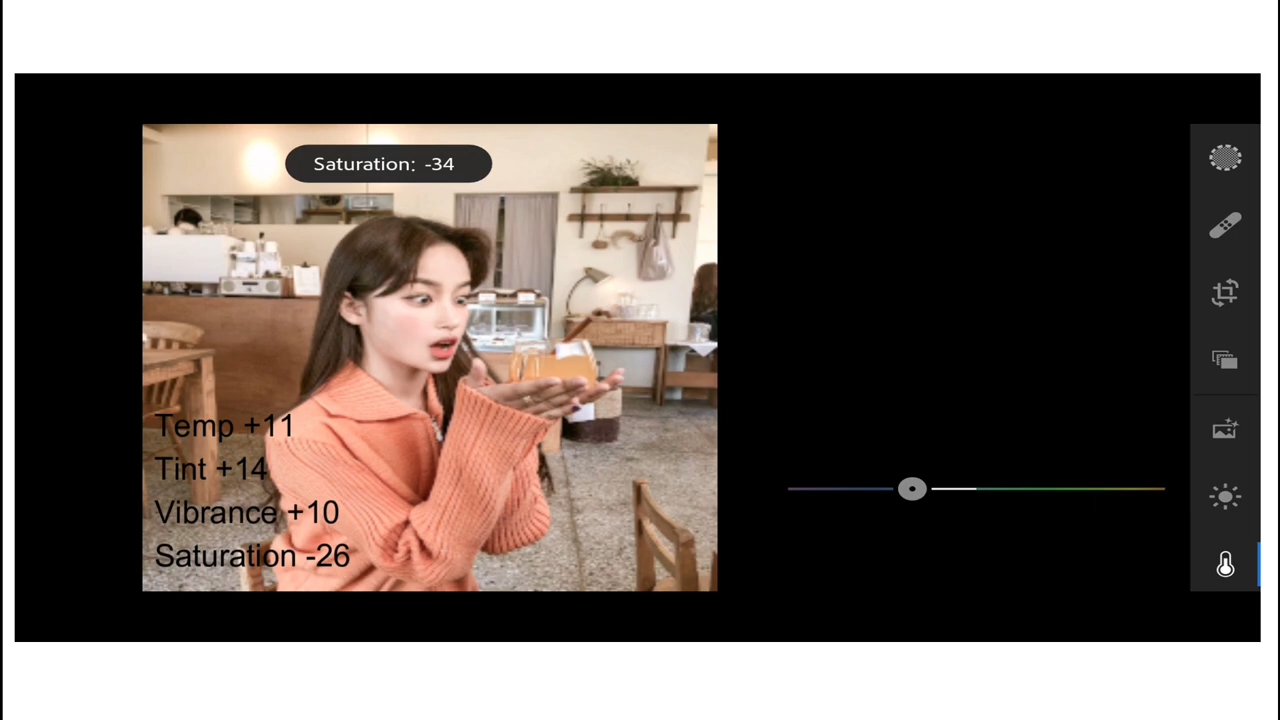 Saturation: -34
Temp +11
Tint +14
Vibrance +10
Saturation -26